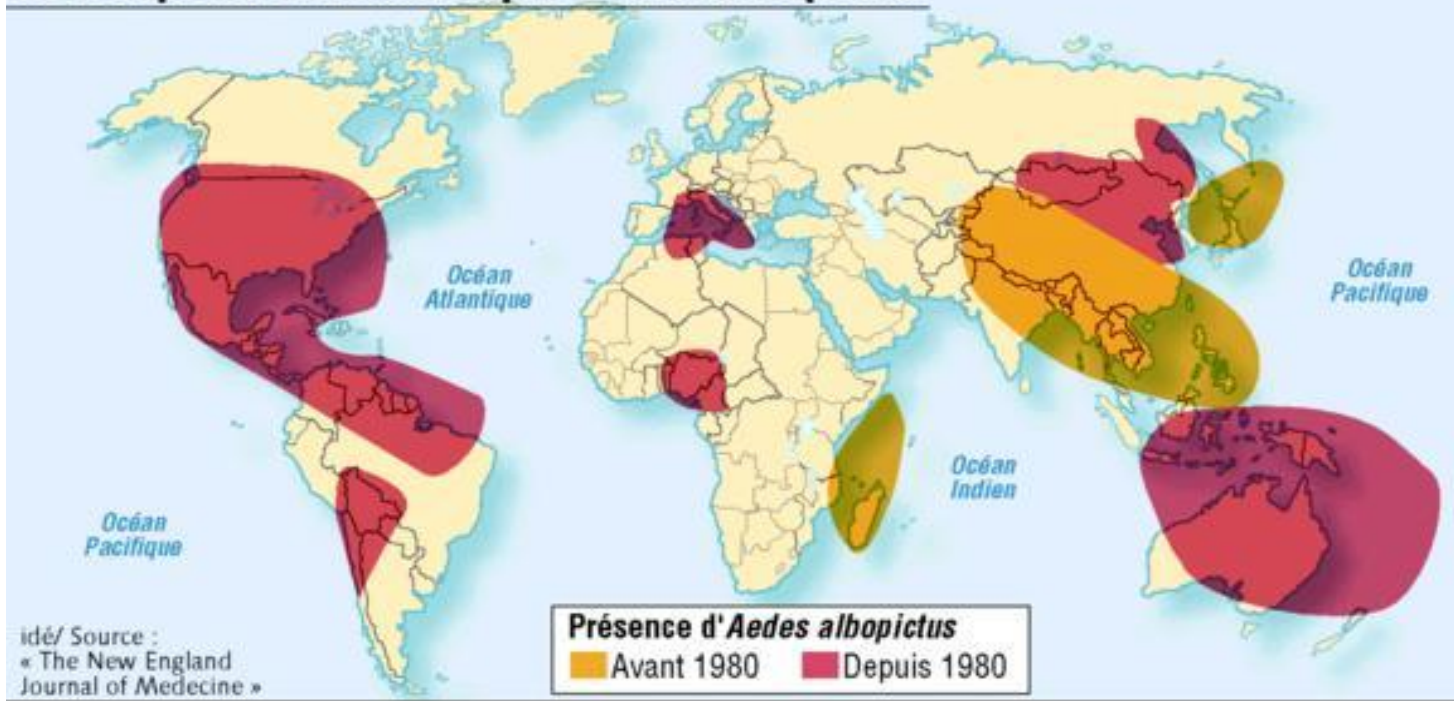 Océan
Atlantique
Océan
Pacifique
Océan
Indien
Océan
Pacifique
idé/ Source :
« The New England
Journal of Medecine »
Présence d'Aedes albopictus
Avant 1980
Depuis 1980